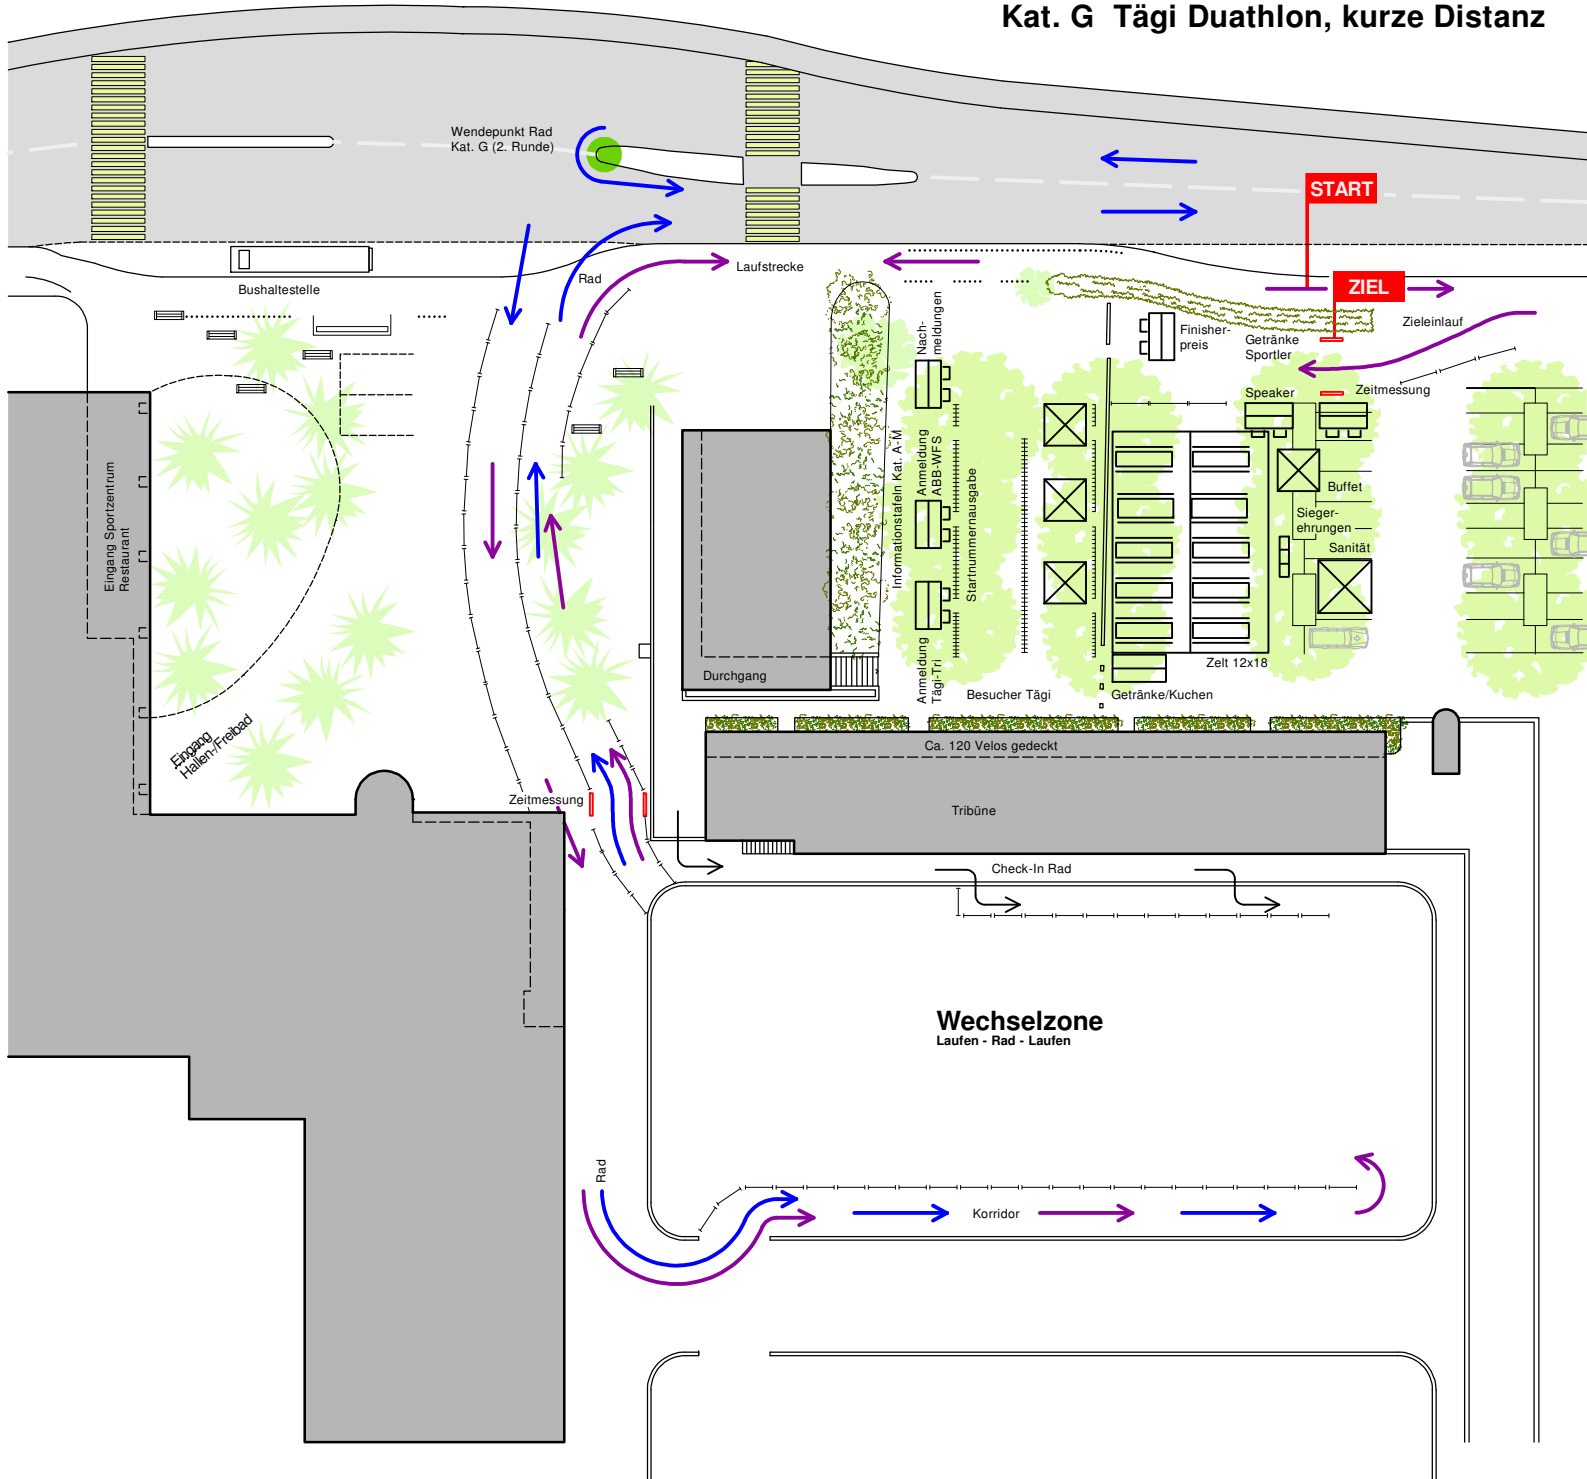 Kat. G  Tägi Duathlon, kurze Distanz
Wendepunkt Rad
Kat. G (2. Runde)
START
Rad
Laufstrecke
ZIEL
Bushaltestelle
Nach-
meldungen
Finisher-
preis
Getränke
Sportler
Zieleinlauf
Speaker
Zeitmessung
Eingang Sportzentrum
Restaurant
Informationstafeln Kat. A-M
Anmeldung
ABB-WFS
Startnummernausgabe
Buffet
Sieger-
ehrungen
Sanität
Anmeldung
Tägi-Tri
Durchgang
Besucher Tägi
Getränke/Kuchen
Zelt 12x18
Eingang
Hallen-/Freibad
Ca. 120 Velos gedeckt
Zeitmessung
Tribüne
Check-In Rad
Wechselzone
Laufen - Rad - Laufen
Rad
Korridor